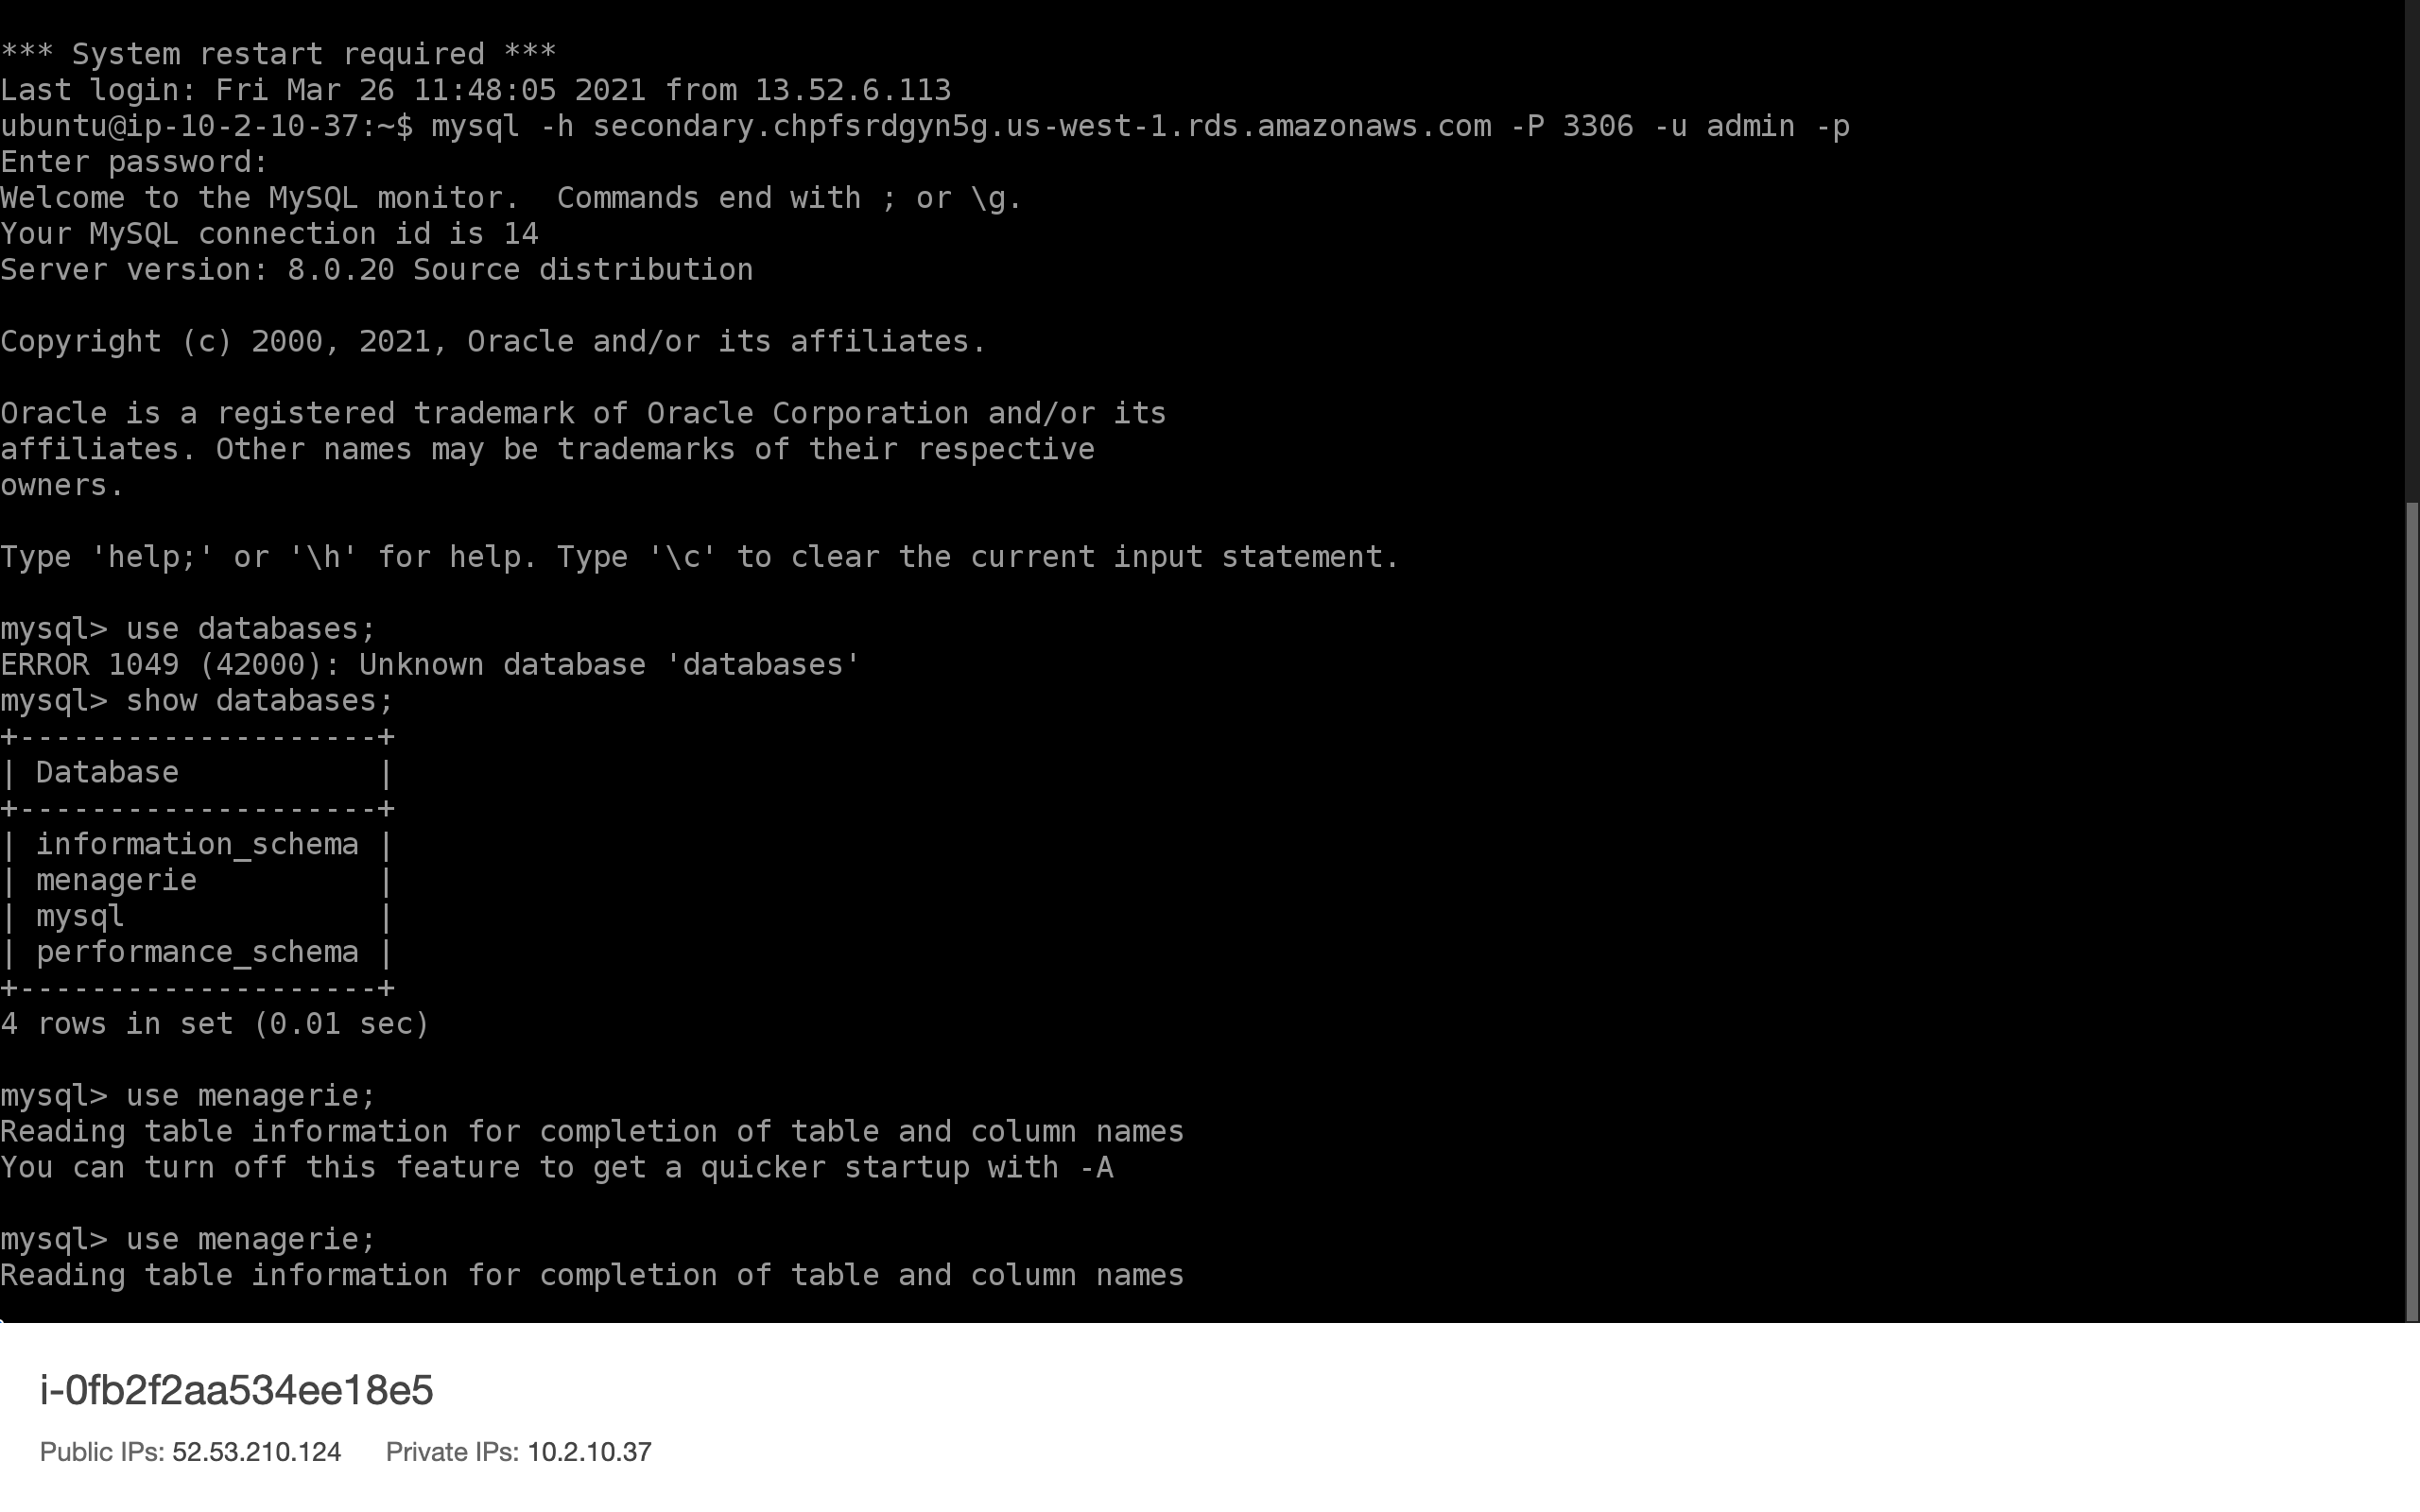 *** System restart required ***
Last login: Fri Mar 26 11:48:05 2021 from 13.52.6.113
ubuntu@ip-10-2-10-37:~$ mysql -h secondary.chpfsrdgyn5g.us-west-1.rds.amazonaws.com -P 3306 -u admin -p
Enter password:
Welcome to the MySQL monitor.  Commands end with ; or \g.
Your MySQL connection id is 14
Server version: 8.0.20 Source distribution

Copyright (c) 2000, 2021, Oracle and/or its affiliates.

Oracle is a registered trademark of Oracle Corporation and/or its
affiliates. Other names may be trademarks of their respective
owners.

Type 'help;' or '\h' for help. Type '\c' to clear the current input statement.

mysql> use databases;
ERROR 1049 (42000): Unknown database 'databases'
mysql> show databases;
+--------------------+
| Database           |
+--------------------+
| information_schema |
| menagerie          |
| mysql              |
| performance_schema |
+--------------------+
4 rows in set (0.01 sec)

mysql> use menagerie;
Reading table information for completion of table and column names
You can turn off this feature to get a quicker startup with -A

mysql> use menagerie;
Reading table information for completion of table and column names
i-0fb2f2aa534ee18e5
Public IPs: 52.53.210.124 Private IPs: 10.2.10.37